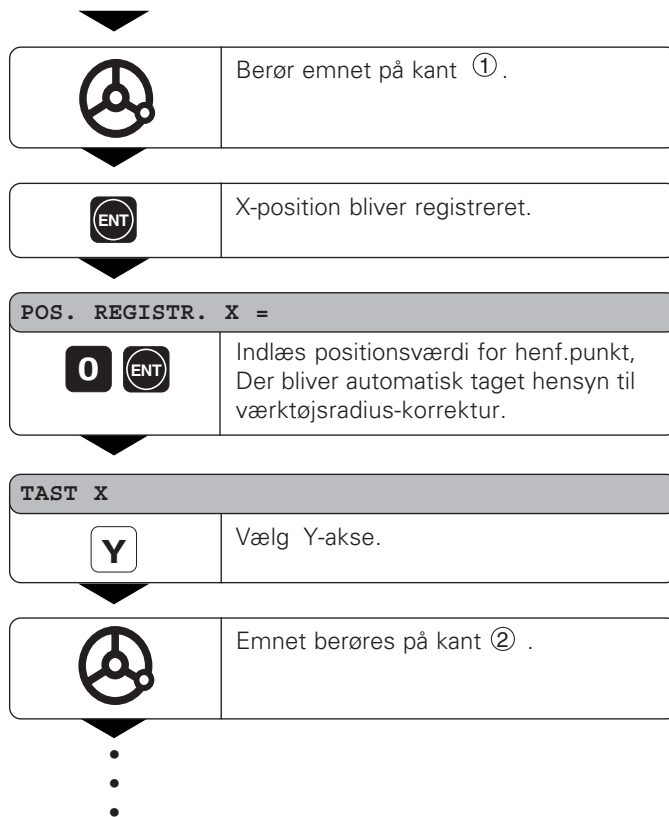 Berør emnet på kant ①.
ENT
X-position bliver registreret.
POS. REGISTR. X =
0 ENT
Indlæs positionsværdi for henf.punkt,
Der bliver automatisk taget hensyn til
værktøjsradius-korrektur.
TAST X
Y
Vælg Y-akse.
Emnet berøres på kant ② .